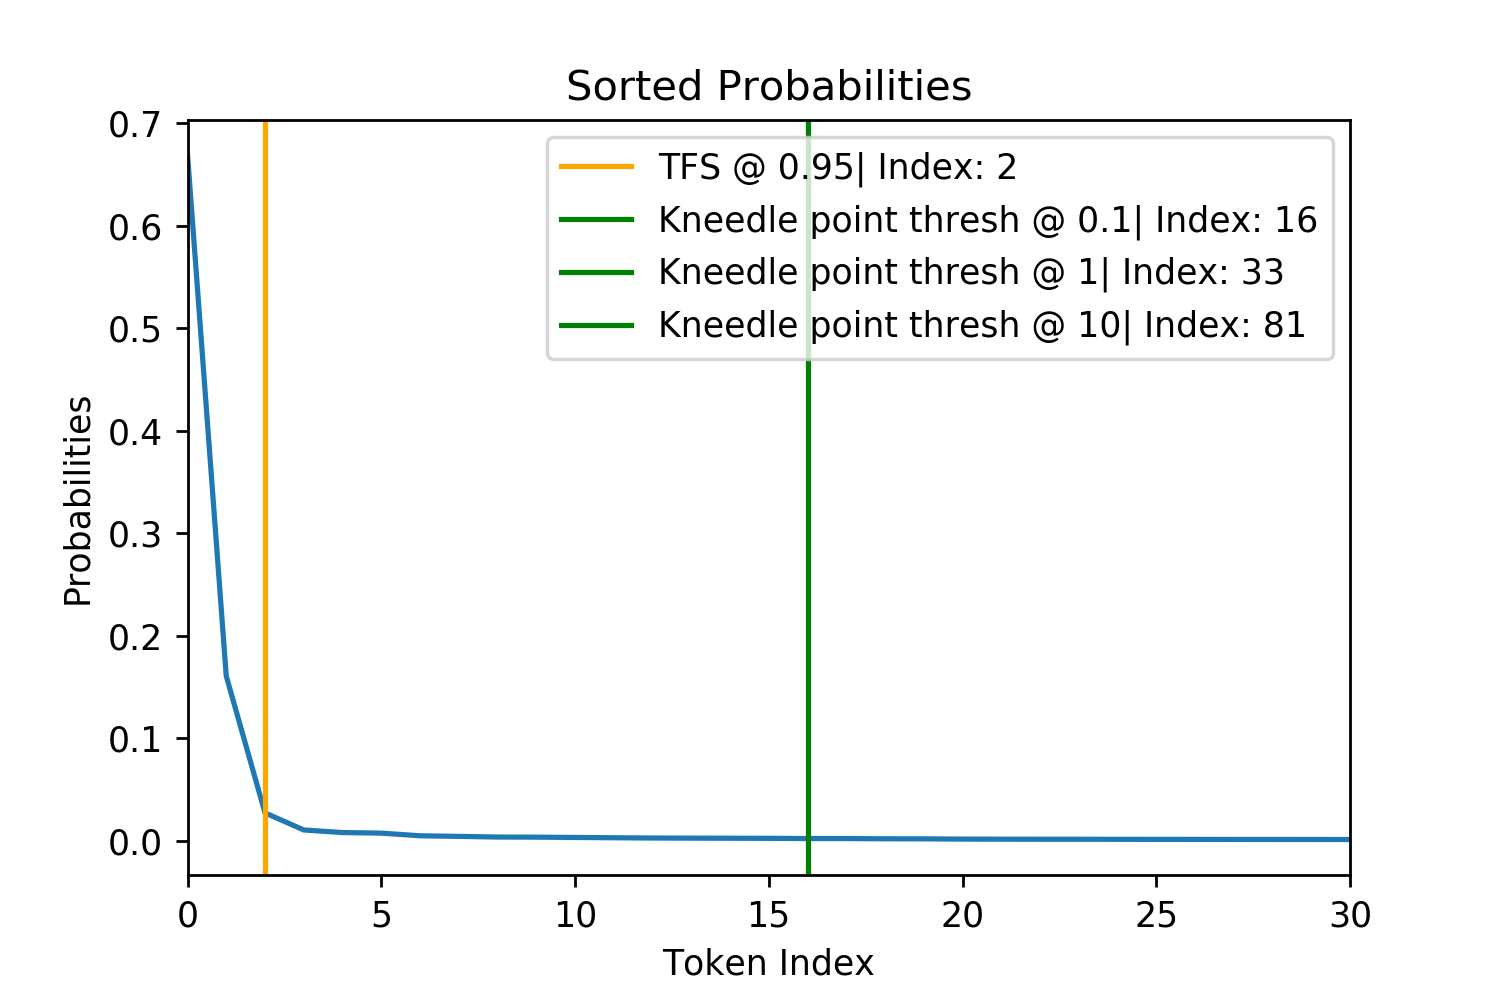 Sorted Probabilities
0.7
0.6
0.5
0.4
0.3
0.2
0.1
0.0
Probabilities
TFS @ 0.95| Index: 2
Kneedle point thresh @ 0.1| Index: 16
Kneedle point thresh @ 1| Index: 33
Kneedle point thresh @ 10| Index: 81
0 5 10 15 20 25 30
Token Index